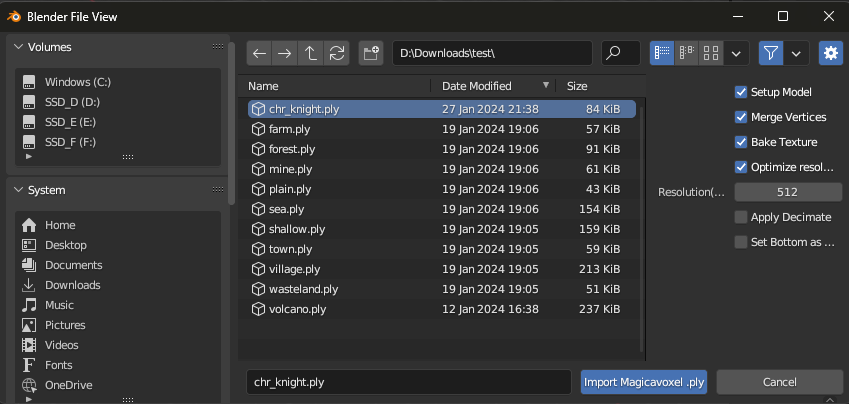 Blender File View
Volumes
Windows (C:)
SSD_D (D:)
SSD_E (E:)
SSD_F (F:)
System
Home
Desktop
Documents
Downloads
Music
Pictures
Videos
Fonts
OneDrive
D:\Downloads\test\
Name Date Modified Size
chr_knight.ply 27 Jan 2024 21:38 84 KiB
farm.ply 19 Jan 2024 19:06 57 KiB
forest.ply 19 Jan 2024 19:06 91 KiB
mine.ply 19 Jan 2024 19:06 61 KiB
plain.ply 19 Jan 2024 19:06 43 KiB
sea.ply 19 Jan 2024 19:06 154 KiB
shallow.ply 19 Jan 2024 19:05 159 KiB
town.ply 19 Jan 2024 19:05 59 KiB
village.ply 19 Jan 2024 19:05 213 KiB
wasteland.ply 19 Jan 2024 19:05 51 KiB
volcano.ply 12 Jan 2024 16:38 237 KiB
Setup Model
Merge Vertices
Bake Texture
Optimize resol...
Resolution(... 512
Apply Decimate
Set Bottom as ...
chr_knight.ply
Import Magicavoxel .ply
Cancel